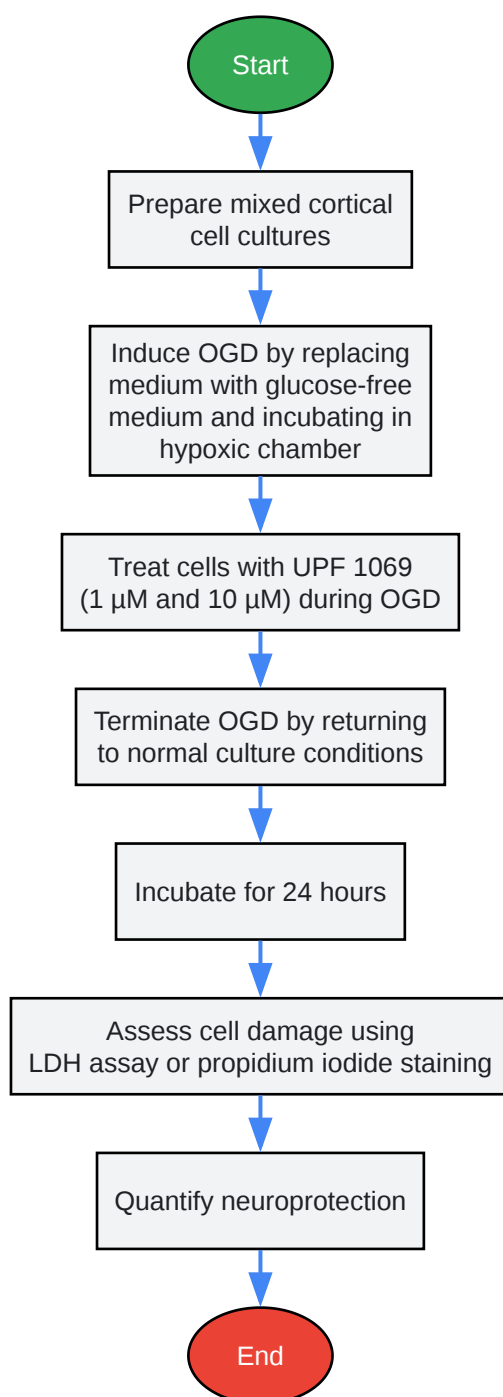 Start
Prepare mixed cortical
cell cultures
Induce OGD by replacing
medium with glucose-free
medium and incubating in
hypoxic chamber
Treat cells with UPF 1069
(1 µM and 10 µM) during OGD
Terminate OGD by returning
to normal culture conditions
Incubate for 24 hours
Assess cell damage using
LDH assay or propidium iodide staining
Quantify neuroprotection
End